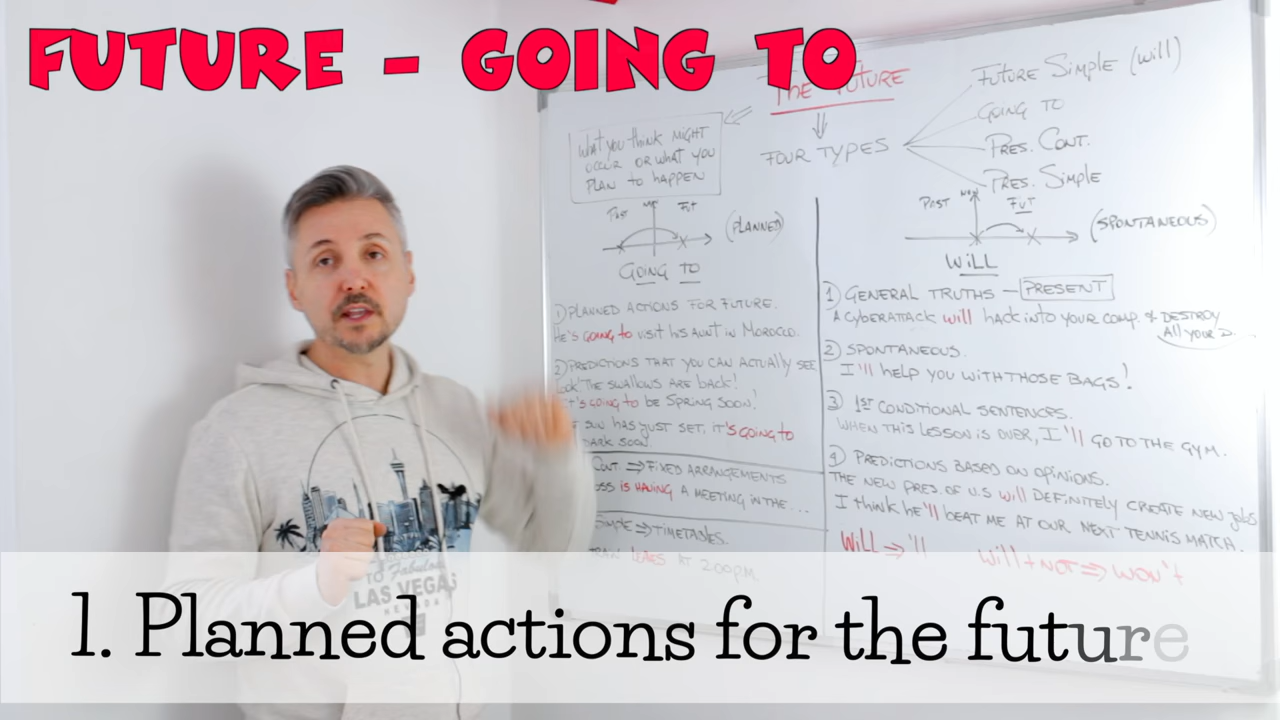 FUTURE - GOING TO
THE FUTURE
FOUR TYPES
FUTURE SIMPLE (will)
GOING TO
PRES. CONT.
PRES. SIMPLE
WHAT YOU THINK MIGHT
OCCUR OR WHAT YOU
PLAN TO HAPPEN
PAST
FUT
(PLANNED)
GOING TO
1) PLANNED ACTIONS FOR FUTURE.
HE'S GOING TO VISIT HIS AUNT IN MOROCCO.
2) PREDICTIONS THAT YOU CAN ACTUALLY SEE
LOOK! THE SWALLOWS ARE BACK!
IT'S GOING TO BE SPRING SOON!
SUN HAS JUST SET, IT'S GOING TO
DARK SOON
CONT. ⇒ FIXED ARRANGEMENTS
IS HAVING A MEETING IN THE...
SIMPLE ⇒ TIMETABLES.
TRAIN LEAVES AT 2:00PM.
PAST
FUT
(SPONTANEOUS)
WILL
1) GENERAL TRUTHS – PRESENT
A CYBERATTACK will hack INTO YOUR COMP. & DESTROY
All YOUR D.
2) SPONTANEOUS.
I'll HELP YOU WITH THOSE BAGS!
3) 1ST CONDITIONAL SENTENCES.
WHEN THIS LESSON IS OVER, I'll GO TO THE GYM.
4) PREDICTIONS BASED ON OPINIONS.
THE NEW PRES. OF U.S will DEFINITELY CREATE NEW JOBS
I THINK HE'll BEAT ME AT OUR NEXT TENNIS MATCH.
WILL ⇒ 'll
Will + NOT ⇒ WON'T
TO Fabulous
LAS VEGAS
NEVADA
1. Planned actions for the future